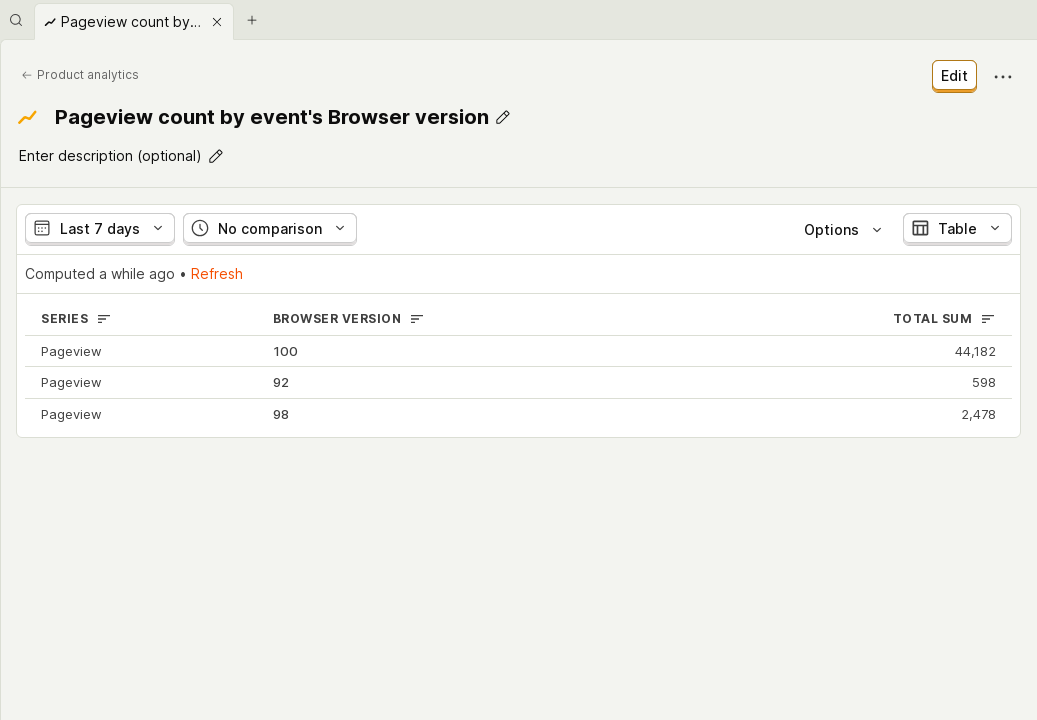 Pageview count by...
Product analytics
Edit
Pageview count by event's Browser version
Enter description (optional)
Last 7 days
No comparison
Options
Table
Computed a while ago • Refresh
SERIES BROWSER VERSION TOTAL SUM
Pageview 100 44,182
Pageview 92 598
Pageview 98 2,478